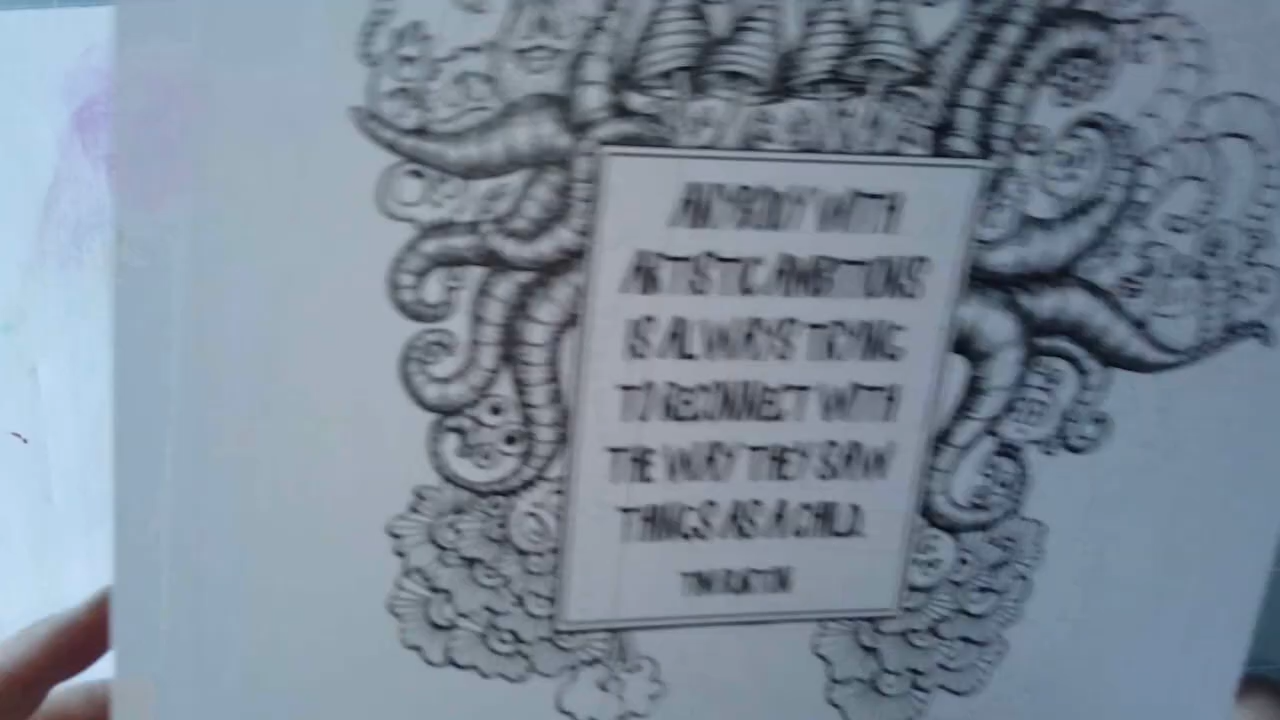 ANYBODY WITH
ARTISTIC AMBITIONS
IS ALWAYS TRYING
TO RECONNECT WITH
THE WAY THEY SAW
THINGS AS A CHILD.
TIM BURTON